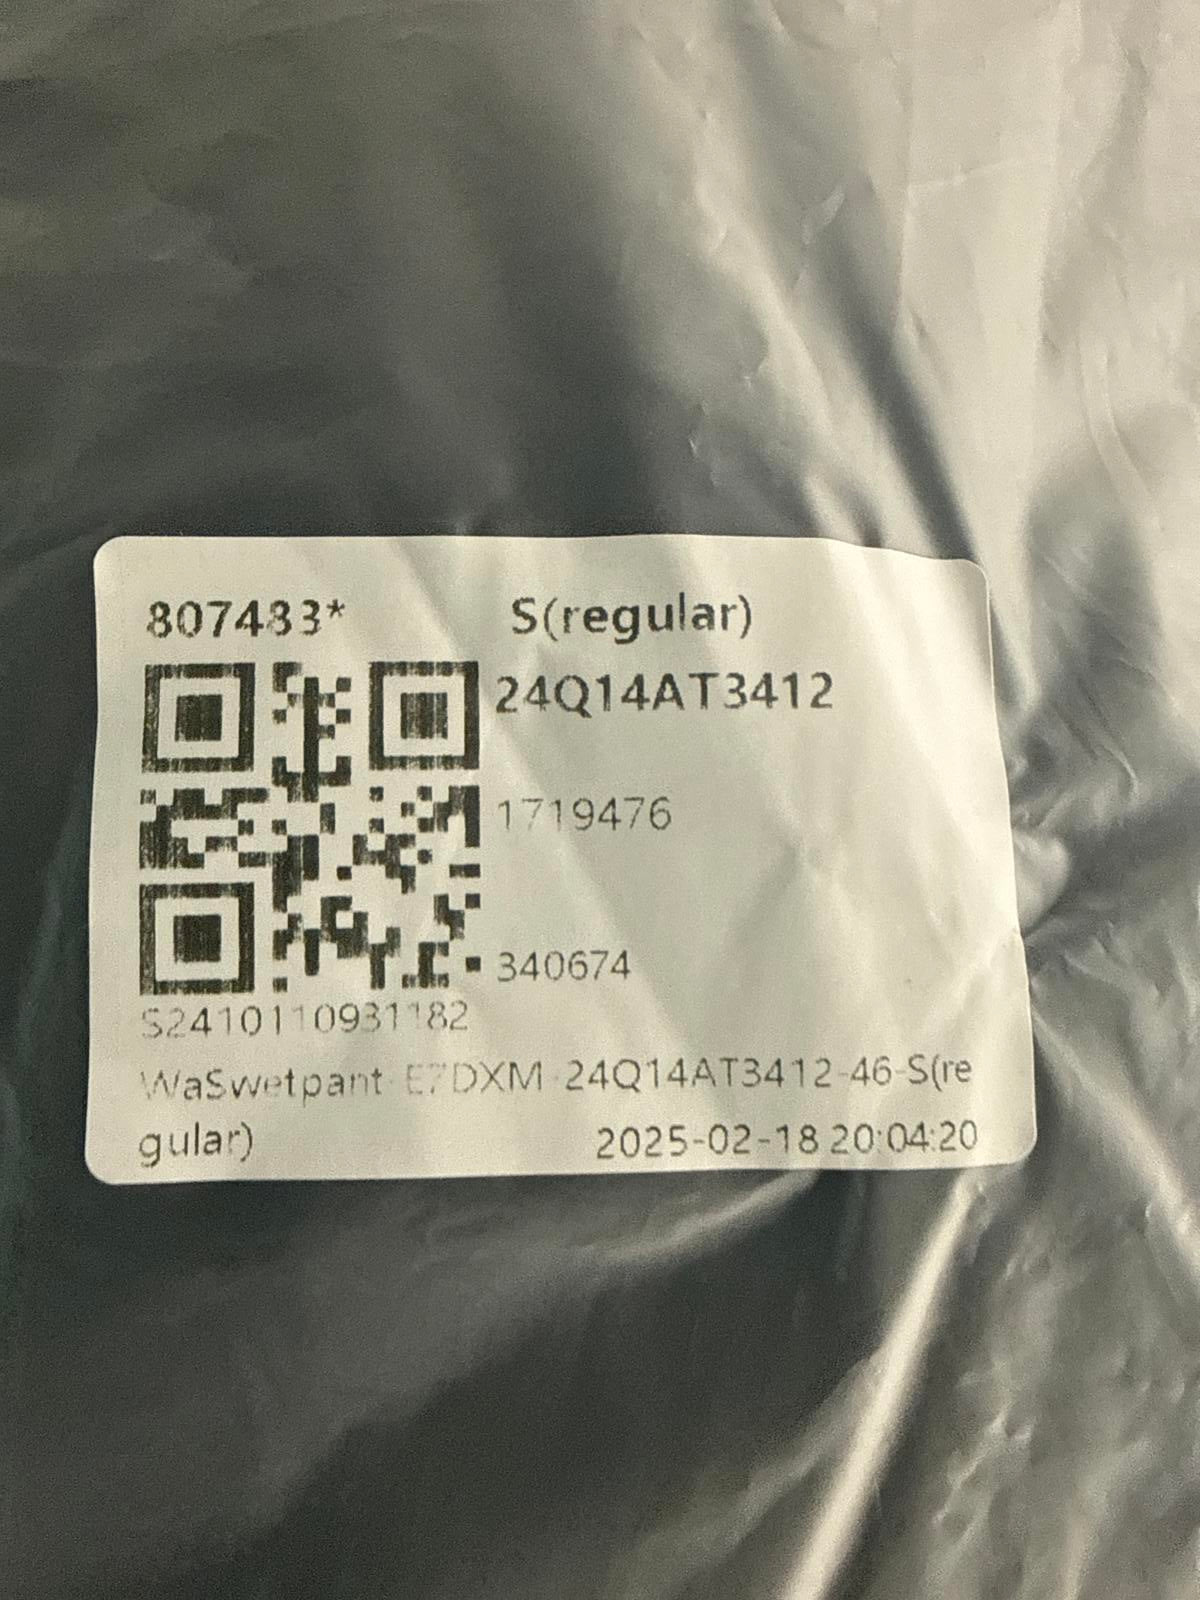 807483* S(regular)
24Q14AT3412
1719476
340674
S2410110931182
WaSwetpant E7DXM 24Q14AT3412-46-S(re
gular) 2025-02-18 20:04:20